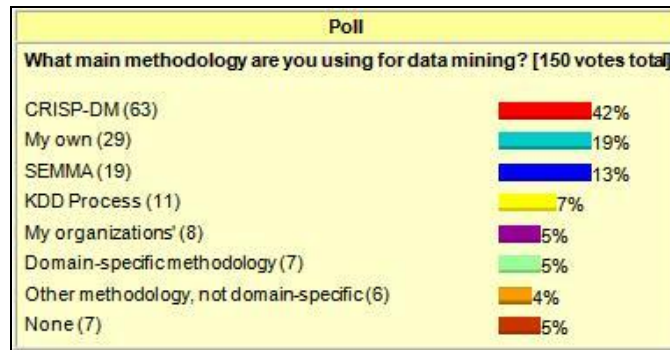 Poll
What main methodology are you using for data mining? [150 votes total]
CRISP-DM (63) 42%
My own (29) 19%
SEMMA (19) 13%
KDD Process (11) 7%
My organizations' (8) 5%
Domain-specific methodology (7) 5%
Other methodology, not domain-specific (6) 4%
None (7) 5%